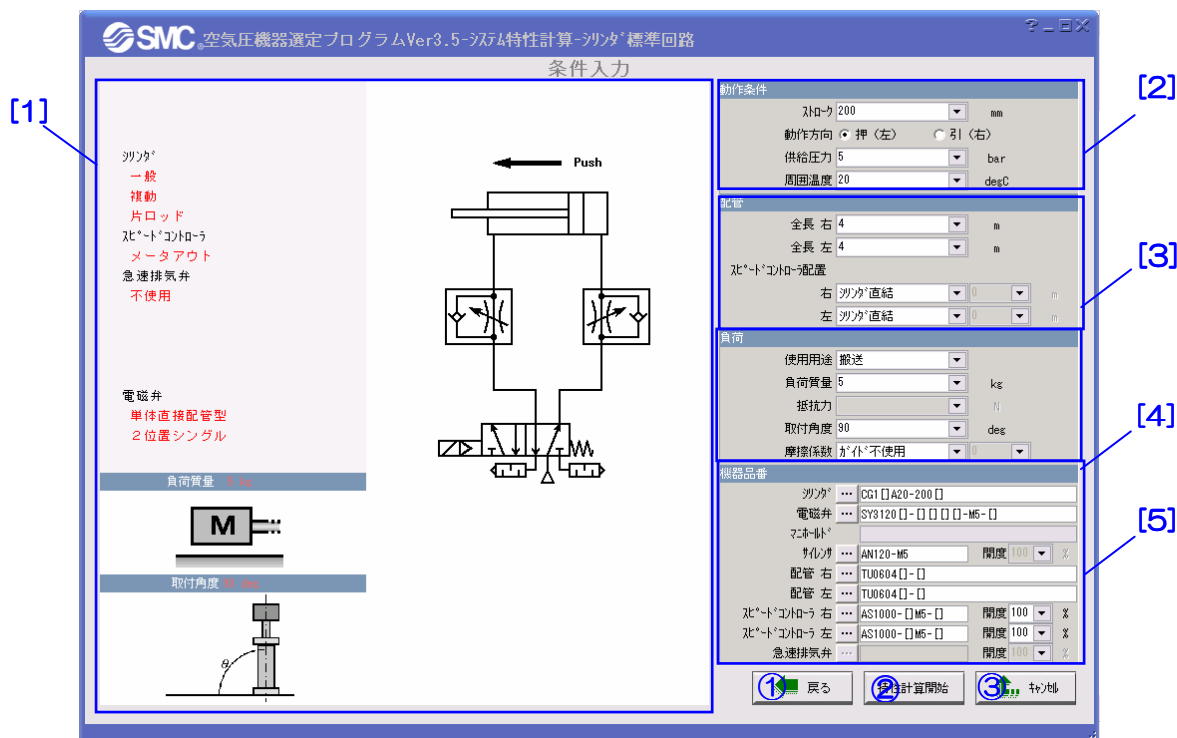 SMC 空気圧機器選定プログラムVer3.5-ｼｽﾃﾑ特性計算-ｼﾘﾝﾀﾞ標準回路
条件入力
[1]
ｼﾘﾝﾀﾞ
一般
複動
片ロッド
ｽﾋﾟｰﾄﾞｺﾝﾄﾛｰﾗ
メータアウト
急速排気弁
不使用
電磁弁
単体直接配管型
２位置シングル
負荷質量
M
取付角度
θ
Push
[2]
動作条件
ｽﾄﾛｰｸ 200 mm
動作方向 押（左） 引（右）
供給圧力 5 bar
周囲温度 20 degC
[3]
配管
全長 右 4 m
全長 左 4 m
ｽﾋﾟｰﾄﾞｺﾝﾄﾛｰﾗ配置
右 ｼﾘﾝﾀﾞ直結 0 m
左 ｼﾘﾝﾀﾞ直結 0 m
[4]
負荷
使用用途 搬送
負荷質量 5 kg
抵抗力 N
取付角度 90 deg
摩擦係数 ｶﾞｲﾄﾞ不使用 0
[5]
機器品番
ｼﾘﾝﾀﾞ ... CG1[]A20-200[]
電磁弁 ... SY3120[]-[][][][]-M5-[]
ﾏﾆﾎｰﾙﾄﾞ
ｻｲﾚﾝｻ ... AN120-M5 開度 100 %
配管 右 ... TU0604[]-[]
配管 左 ... TU0604[]-[]
ｽﾋﾟｰﾄﾞｺﾝﾄﾛｰﾗ 右 ... AS1000-[]M5-[] 開度 100 %
ｽﾋﾟｰﾄﾞｺﾝﾄﾛｰﾗ 左 ... AS1000-[]M5-[] 開度 100 %
急速排気弁 ... 開度 100 %
① 戻る ② 特性計算開始 ③ ｷｬﾝｾﾙ